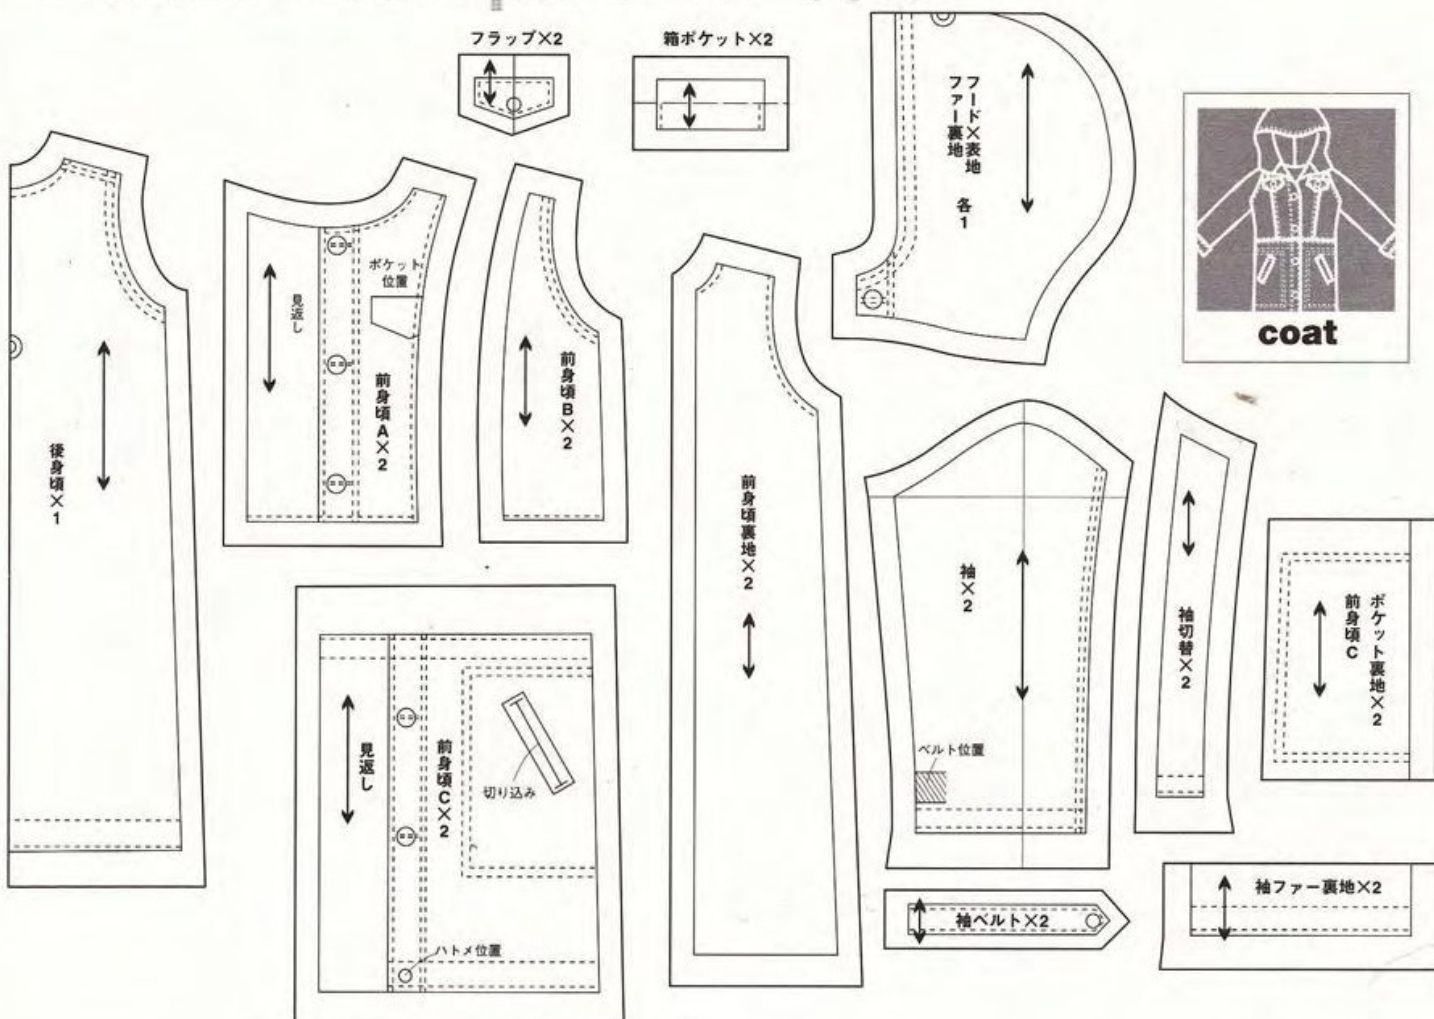 フラップ×2
箱ポケット×2
フード×表地
ファー裏地
各1
coat
後身頃×1
見返し
ポケット
位置
前身頃A×2
前身頃B×2
前身頃裏地×2
袖×2
ベルト位置
袖切替×2
ポケット裏地×2
前身頃C
見返し
前身頃C×2
切り込み
ハトメ位置
袖ベルト×2
袖ファー裏地×2